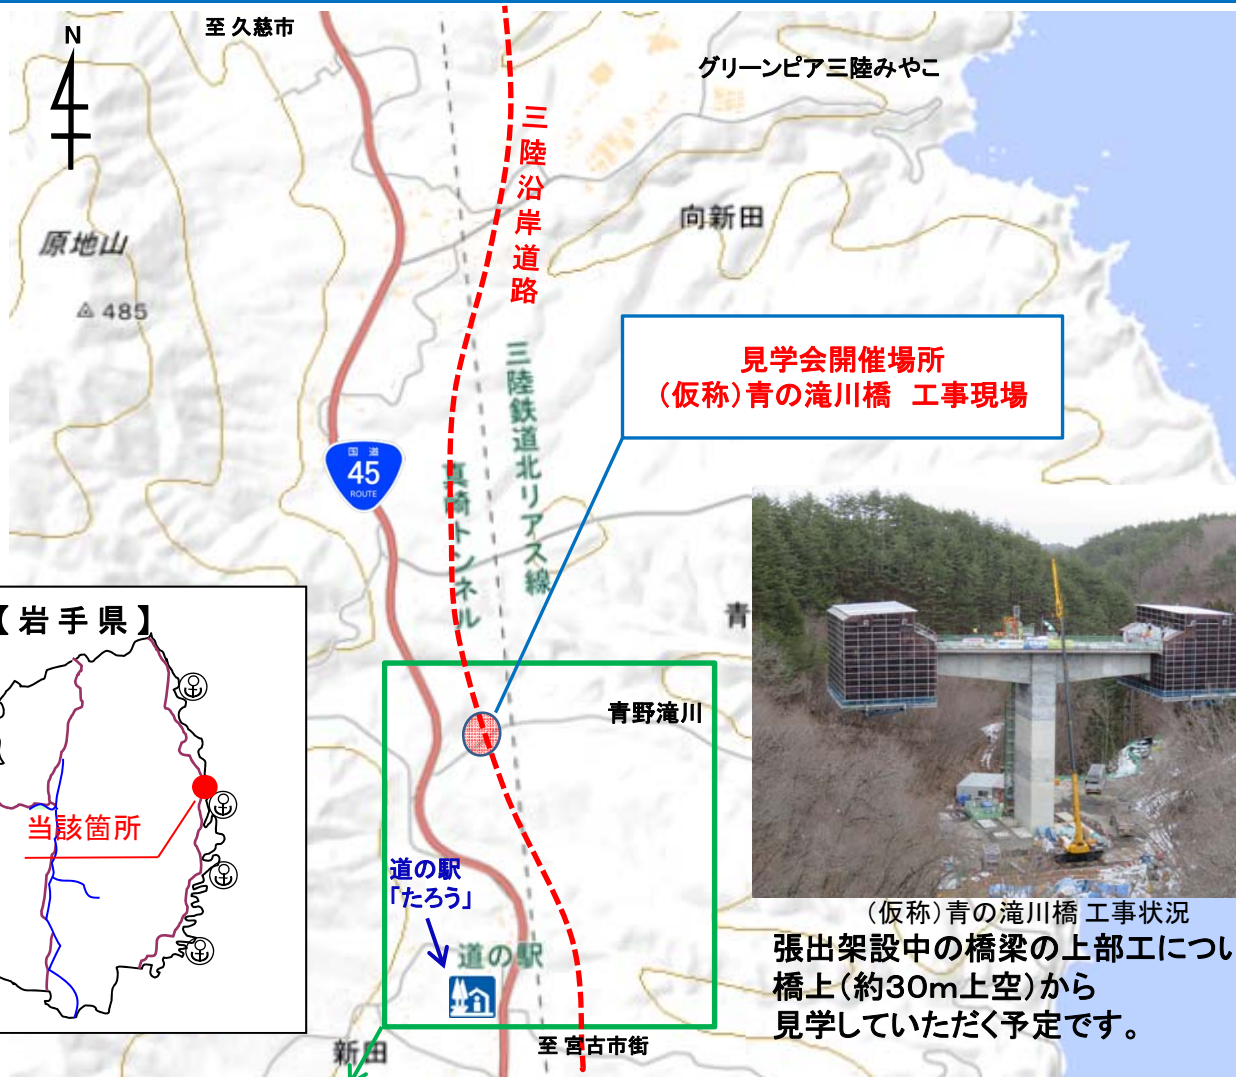 至 久慈市
N
グリーンピア三陸みやこ
三陸沿岸道路
向新田
原地山
485
見学会開催場所
（仮称）青の滝川橋　工事現場
三陸鉄道北リアス線
国道
45
ROUTE
真崎トンネル
【岩手県】
青
青野滝川
当該箇所
道の駅
「たろう」
道の駅
（仮称）青の滝川橋 工事状況
張出架設中の橋梁の上部工につい
橋上（約30m上空）から
見学していただく予定です。
新田
至 宮古市街